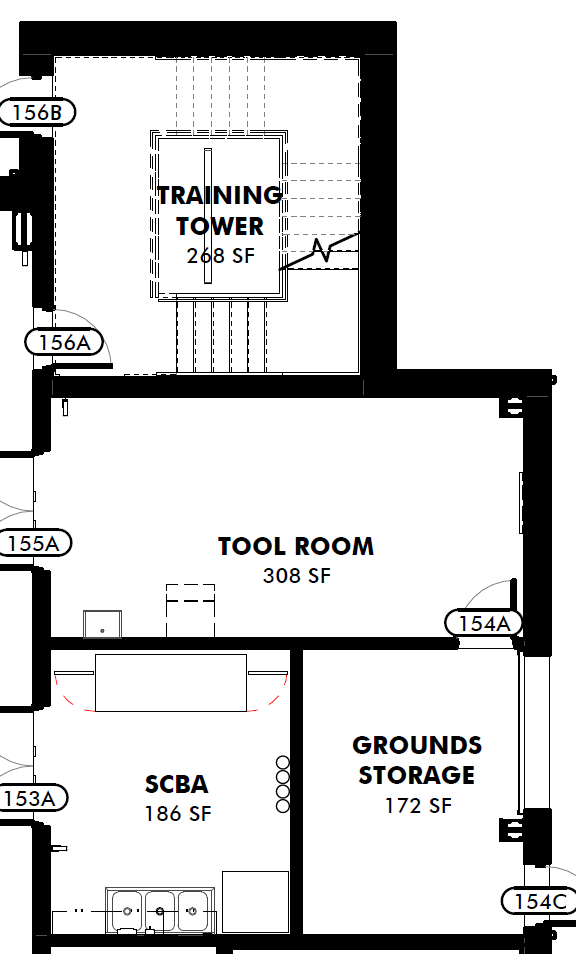 156B
TRAINING
TOWER
268 SF
156A
155A
TOOL ROOM
308 SF
154A
GROUNDS
STORAGE
172 SF
SCBA
186 SF
153A
154C